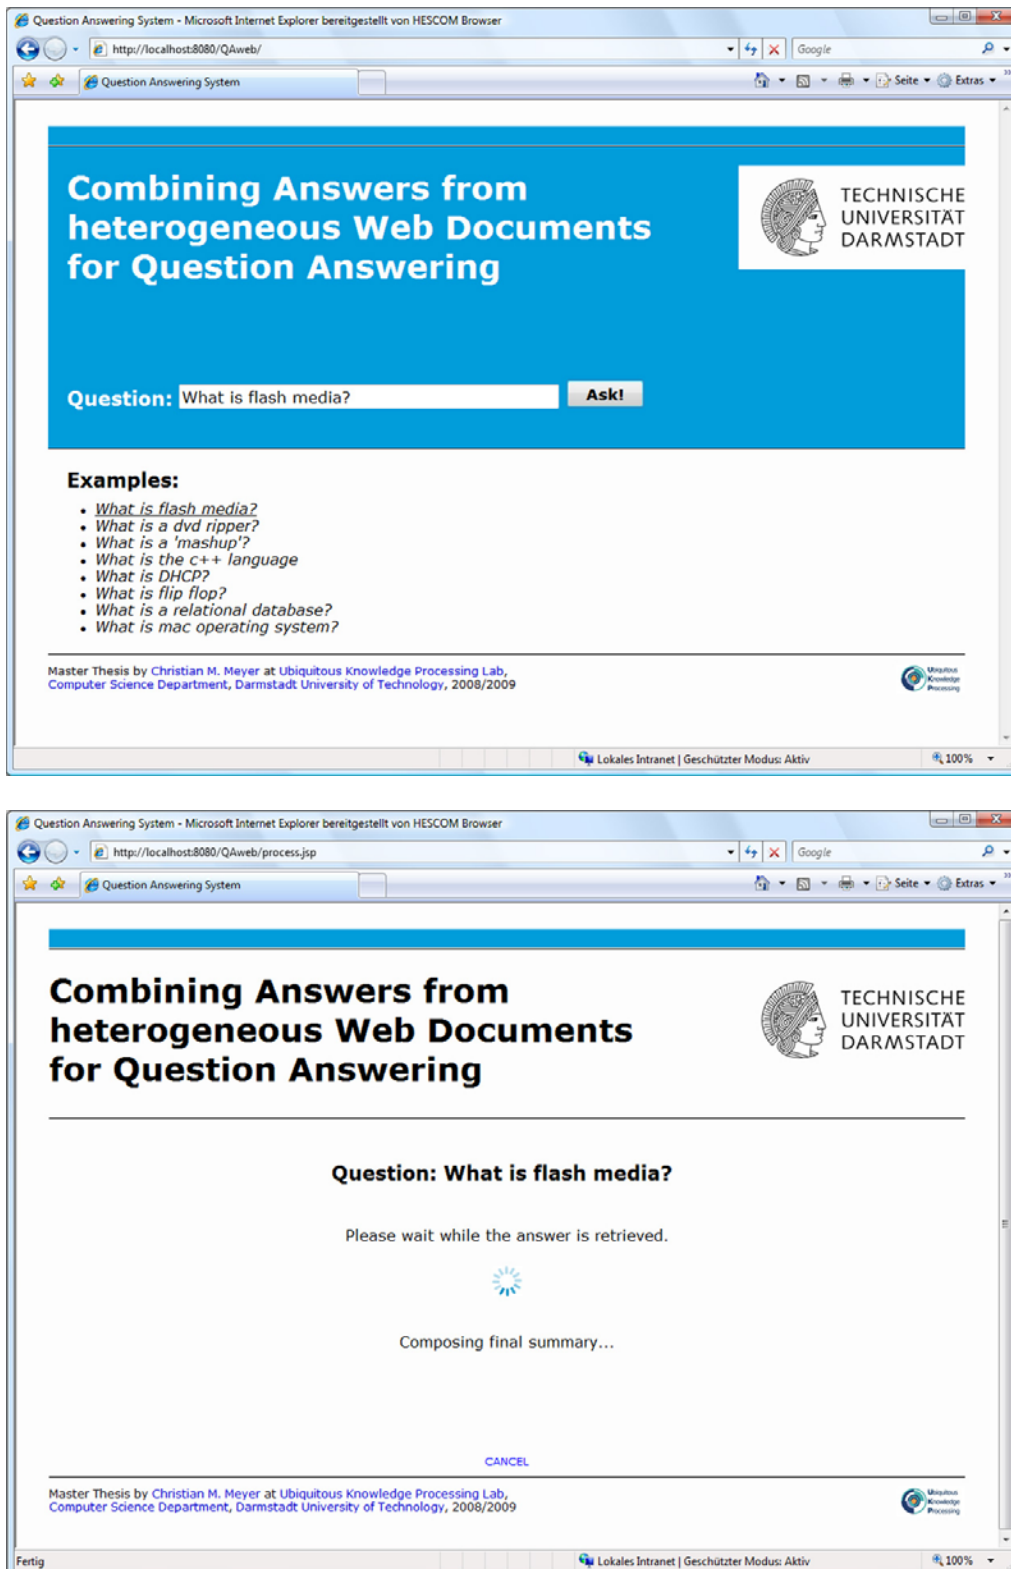 Question Answering System - Microsoft Internet Explorer bereitgestellt von HESCOM Browser
http://localhost:8080/QAweb/
Google
Question Answering System
Seite
Extras
Combining Answers from
heterogeneous Web Documents
for Question Answering
TECHNISCHE
UNIVERSITÄT
DARMSTADT
Question: What is flash media? Ask!
Examples:
• What is flash media?
• What is a dvd ripper?
• What is a 'mashup'?
• What is the c++ language
• What is DHCP?
• What is flip flop?
• What is a relational database?
• What is mac operating system?
Master Thesis by Christian M. Meyer at Ubiquitous Knowledge Processing Lab,
Computer Science Department, Darmstadt University of Technology, 2008/2009
Ubiquitous
Knowledge
Processing
Lokales Intranet | Geschützter Modus: Aktiv
100%
Question Answering System - Microsoft Internet Explorer bereitgestellt von HESCOM Browser
http://localhost:8080/QAweb/process.jsp
Google
Question Answering System
Seite
Extras
Combining Answers from
heterogeneous Web Documents
for Question Answering
TECHNISCHE
UNIVERSITÄT
DARMSTADT
Question: What is flash media?
Please wait while the answer is retrieved.
Composing final summary...
CANCEL
Master Thesis by Christian M. Meyer at Ubiquitous Knowledge Processing Lab,
Computer Science Department, Darmstadt University of Technology, 2008/2009
Ubiquitous
Knowledge
Processing
Fertig
Lokales Intranet | Geschützter Modus: Aktiv
100%